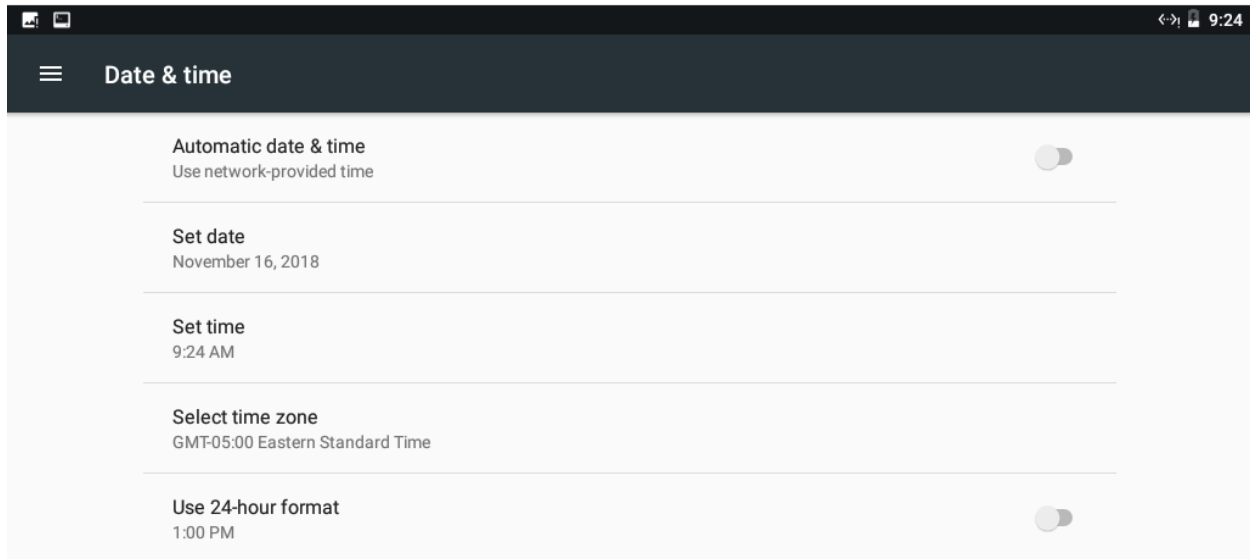 9:24
Date & time
Automatic date & time
Use network-provided time
Set date
November 16, 2018
Set time
9:24 AM
Select time zone
GMT-05:00 Eastern Standard Time
Use 24-hour format
1:00 PM